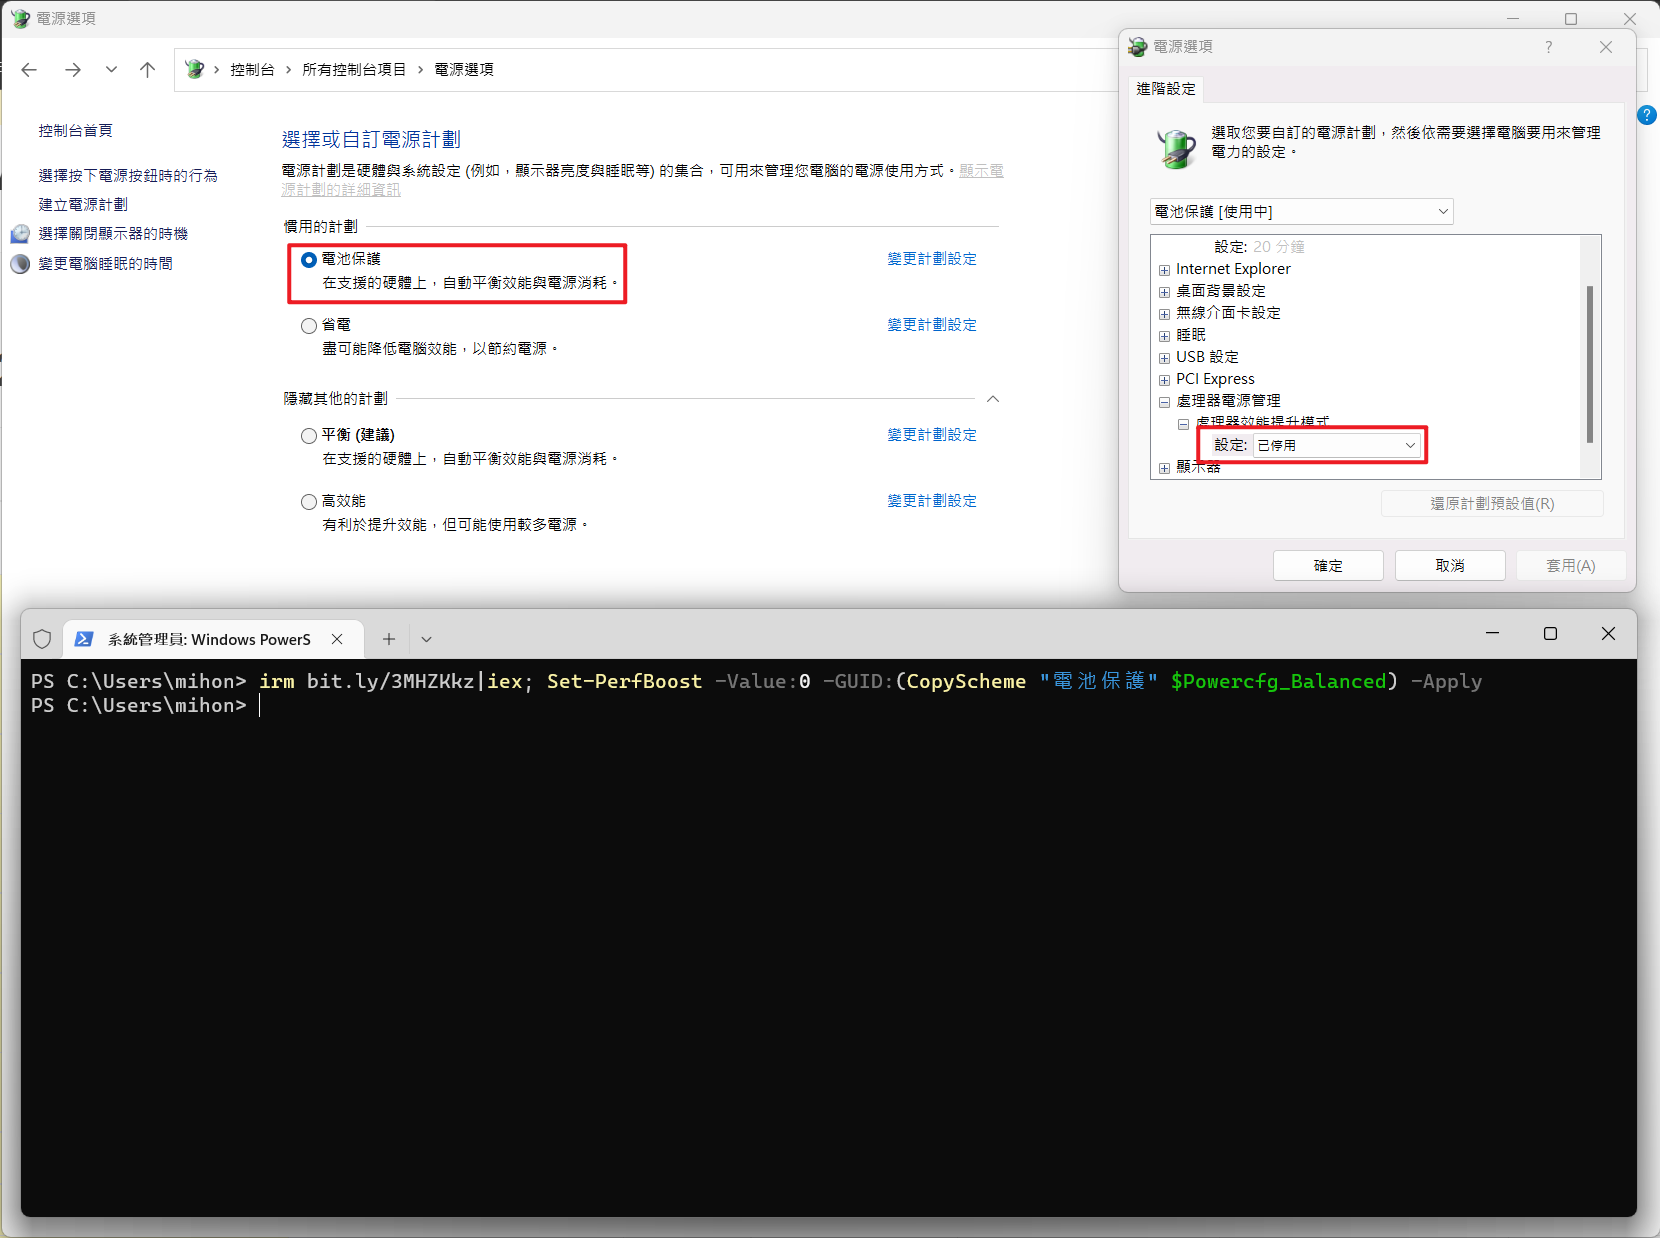 電源選項
控制台 › 所有控制台項目 › 電源選項
控制台首頁
選擇按下電源按鈕時的行為
建立電源計劃
選擇關閉顯示器的時機
變更電腦睡眠的時間
選擇或自訂電源計劃
電源計劃是硬體與系統設定 (例如，顯示器亮度與睡眠等) 的集合，可用來管理您電腦的電源使用方式。顯示電
源計劃的詳細資訊
慣用的計劃
電池保護
變更計劃設定
在支援的硬體上，自動平衡效能與電源消耗。
省電
變更計劃設定
盡可能降低電腦效能，以節約電源。
隱藏其他的計劃
平衡 (建議)
變更計劃設定
在支援的硬體上，自動平衡效能與電源消耗。
高效能
變更計劃設定
有利於提升效能，但可能使用較多電源。
電源選項
進階設定
選取您要自訂的電源計劃，然後依需要選擇電腦要用來管理
電力的設定。
電池保護 [使用中]
設定: 20 分鐘
Internet Explorer
桌面背景設定
無線介面卡設定
睡眠
USB 設定
PCI Express
處理器電源管理
處理器效能提升模式
設定: 已停用
顯示器
還原計劃預設值(R)
確定
取消
套用(A)
系統管理員: Windows PowerS
PS C:\Users\mihon> irm bit.ly/3MHZKkz|iex; Set-PerfBoost -Value:0 -GUID:(CopyScheme "電池保護" $Powercfg_Balanced) -Apply
PS C:\Users\mihon>